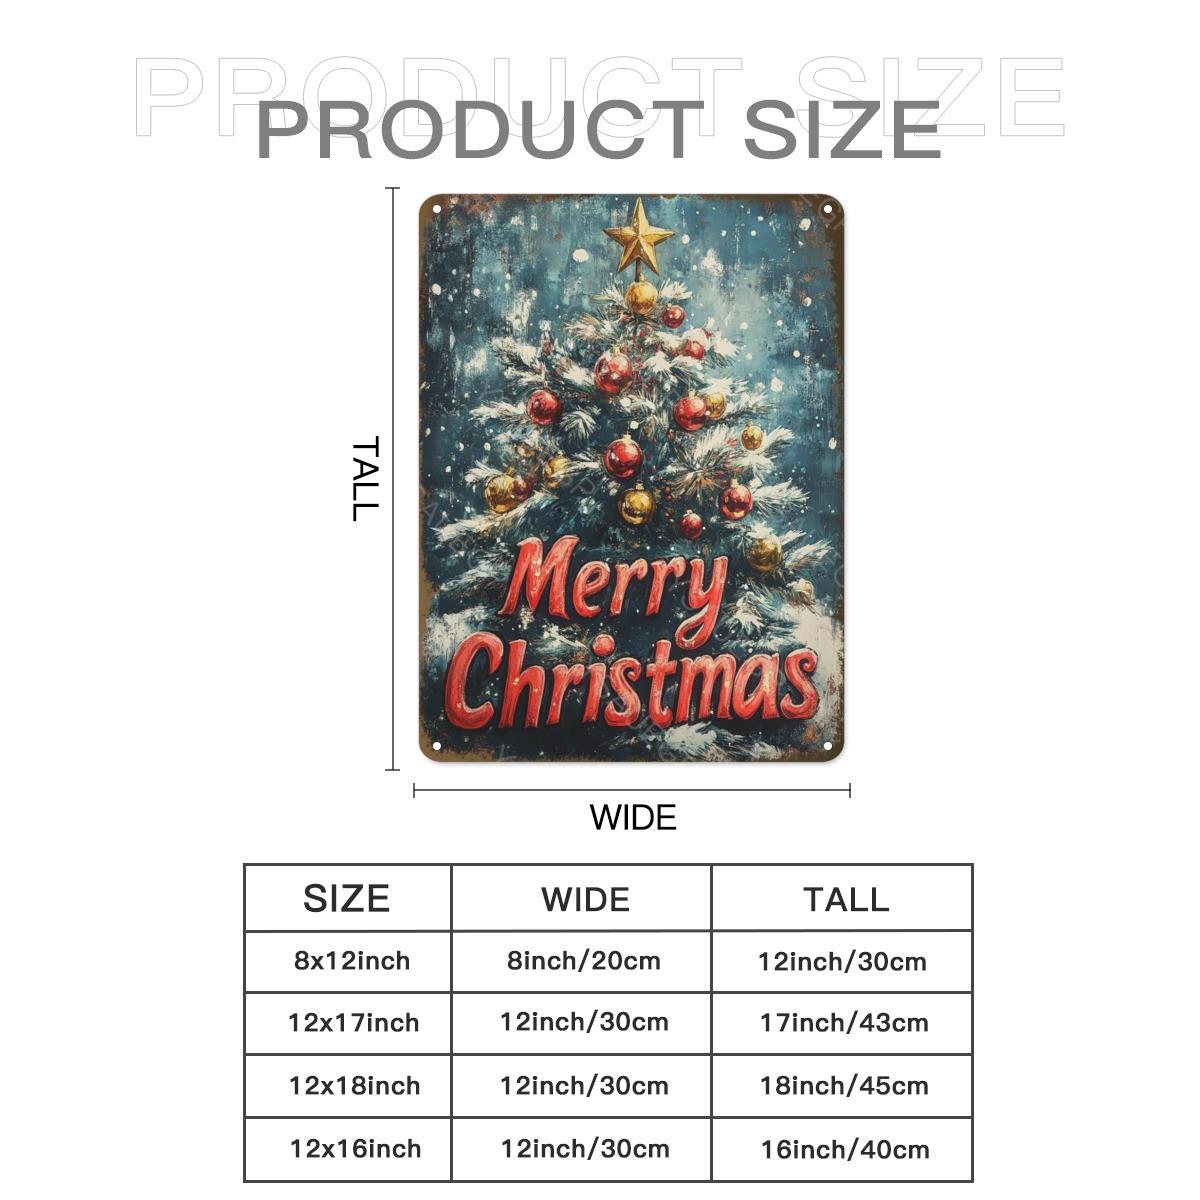 PRODUCT SIZE
PRODUCT SIZE
TALL
Merry
Christmas
WIDE
SIZE WIDE TALL
8x12inch 8inch/20cm 12inch/30cm
12x17inch 12inch/30cm 17inch/43cm
12x18inch 12inch/30cm 18inch/45cm
12x16inch 12inch/30cm 16inch/40cm